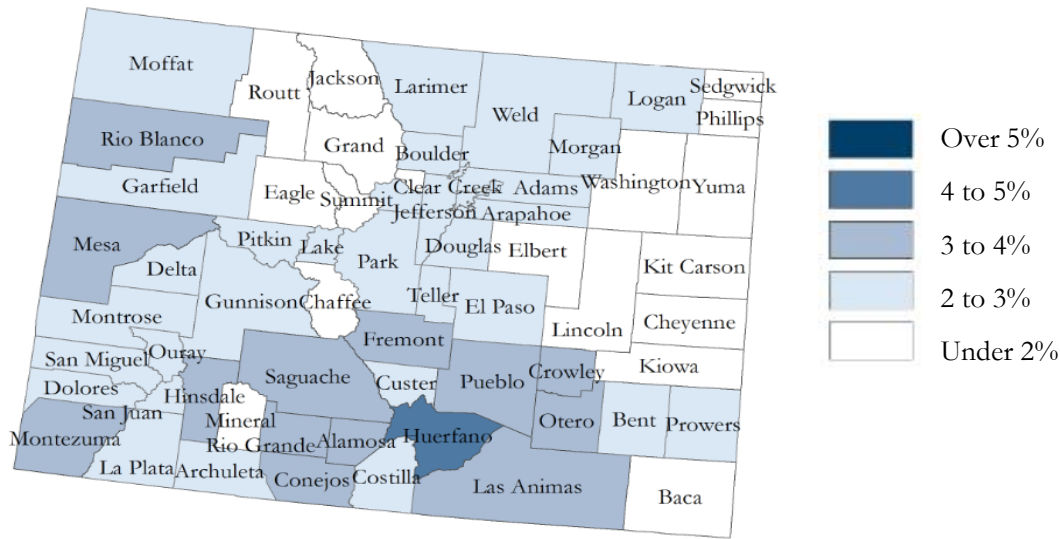 Moffat
Routt
Jackson
Larimer
Weld
Logan
Sedgwick
Phillips
Rio Blanco
Grand
Boulder
Morgan
Washington
Yuma
Garfield
Eagle
Summit
Clear Creek
Adams
Jefferson
Arapahoe
Mesa
Pitkin
Lake
Park
Douglas
Elbert
Kit Carson
Delta
Gunnison
Chaffee
Teller
El Paso
Lincoln
Cheyenne
Montrose
Fremont
San Miguel
Ouray
Saguache
Custer
Pueblo
Crowley
Kiowa
Dolores
Hinsdale
San Juan
Mineral
Otero
Bent
Prowers
Montezuma
Rio Grande
Alamosa
Huerfano
La Plata
Archuleta
Conejos
Costilla
Las Animas
Baca
Over 5%
4 to 5%
3 to 4%
2 to 3%
Under 2%